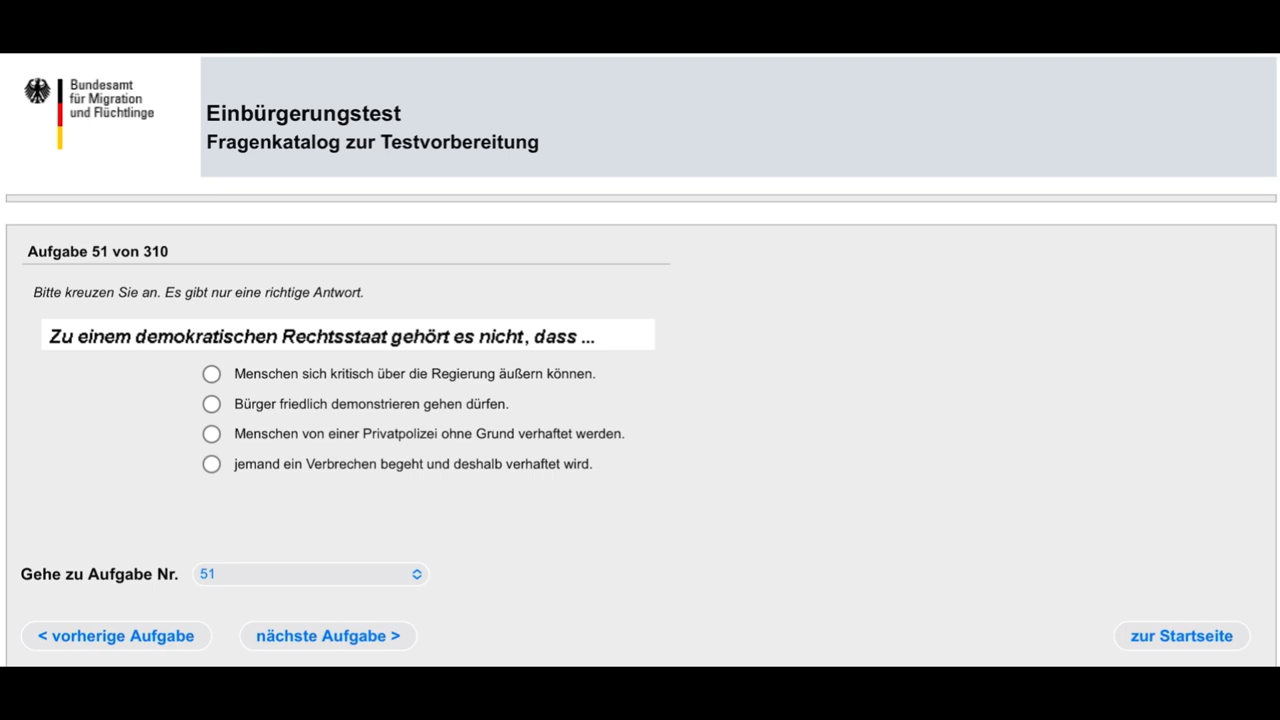 Bundesamt
für Migration
und Flüchtlinge
Einbürgerungstest
Fragenkatalog zur Testvorbereitung
Aufgabe 51 von 310
Bitte kreuzen Sie an. Es gibt nur eine richtige Antwort.
Zu einem demokratischen Rechtsstaat gehört es nicht, dass ...
Menschen sich kritisch über die Regierung äußern können.
Bürger friedlich demonstrieren gehen dürfen.
Menschen von einer Privatpolizei ohne Grund verhaftet werden.
jemand ein Verbrechen begeht und deshalb verhaftet wird.
Gehe zu Aufgabe Nr. 51
< vorherige Aufgabe nächste Aufgabe > zur Startseite